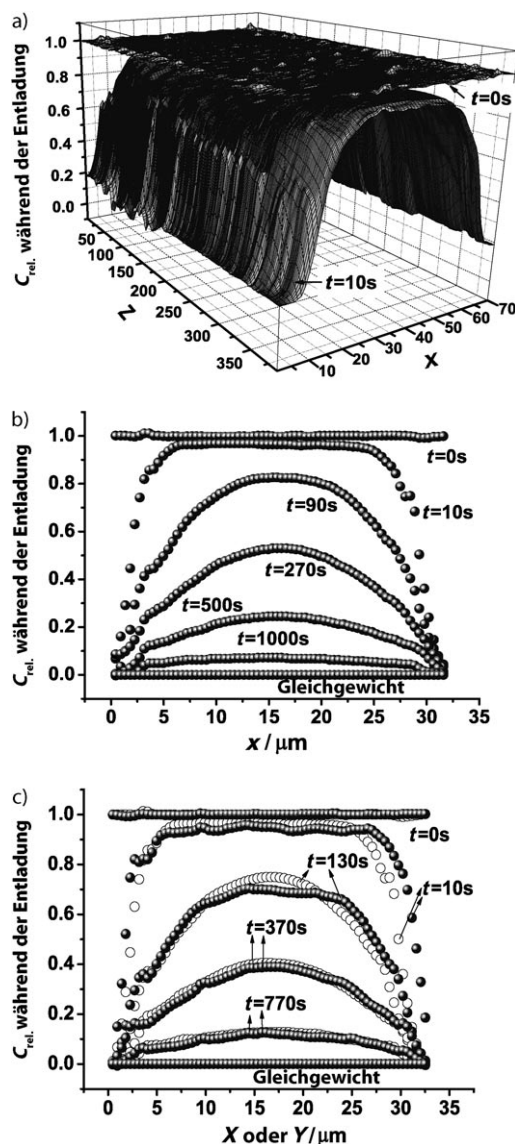 a)
C rel. während der Entladung
1.0
0.8
0.6
0.4
0.2
0.0
t=0s
t=10s
50
100
150
200
250
300
350
Z
10
20
30
40
50
60
70
X
b)
C rel. während der Entladung
1.0
0.8
0.6
0.4
0.2
0.0
t=0s
t=10s
t=90s
t=270s
t=500s
t=1000s
Gleichgewicht
0 5 10 15 20 25 30 35
x / µm
c)
C rel. während der Entladung
1.0
0.8
0.6
0.4
0.2
0.0
t=0s
t=130s
t=10s
t=370s
t=770s
Gleichgewicht
0 5 10 15 20 25 30 35
X oder Y/ µm